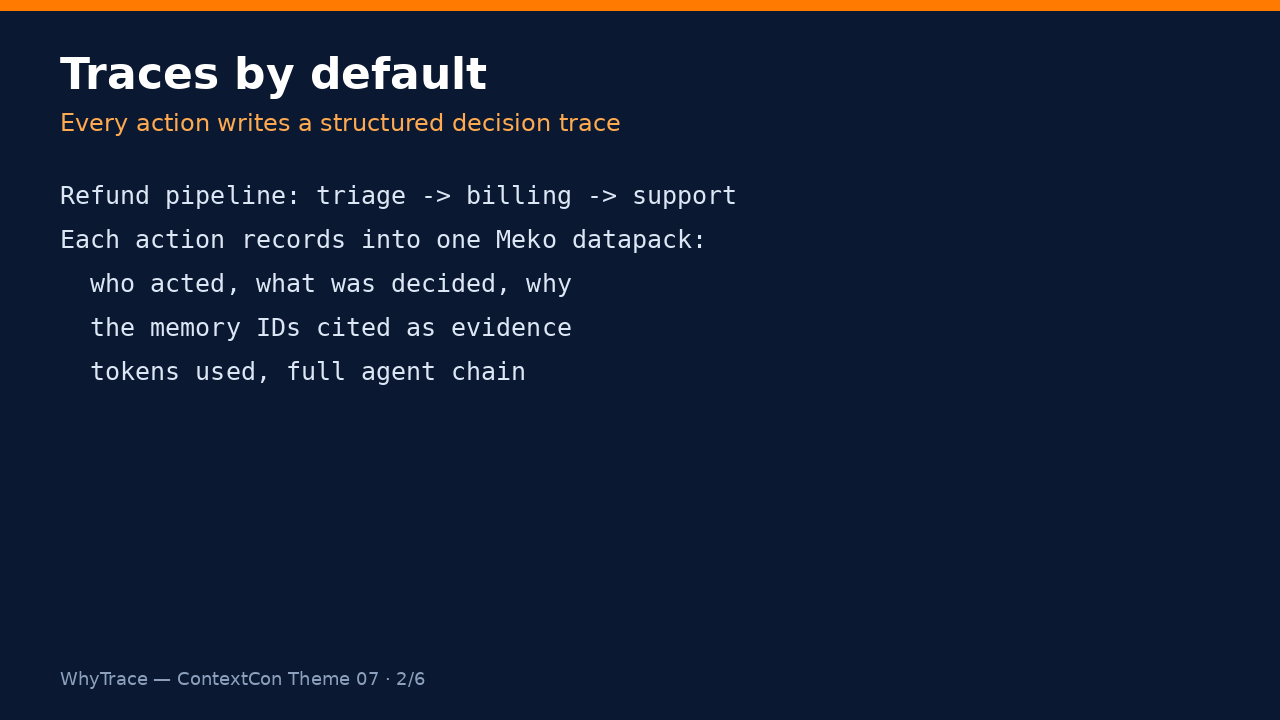 Traces by default
Every action writes a structured decision trace
Refund pipeline: triage -> billing -> support
Each action records into one Meko datapack:
who acted, what was decided, why
the memory IDs cited as evidence
tokens used, full agent chain
WhyTrace — ContextCon Theme 07 · 2/6